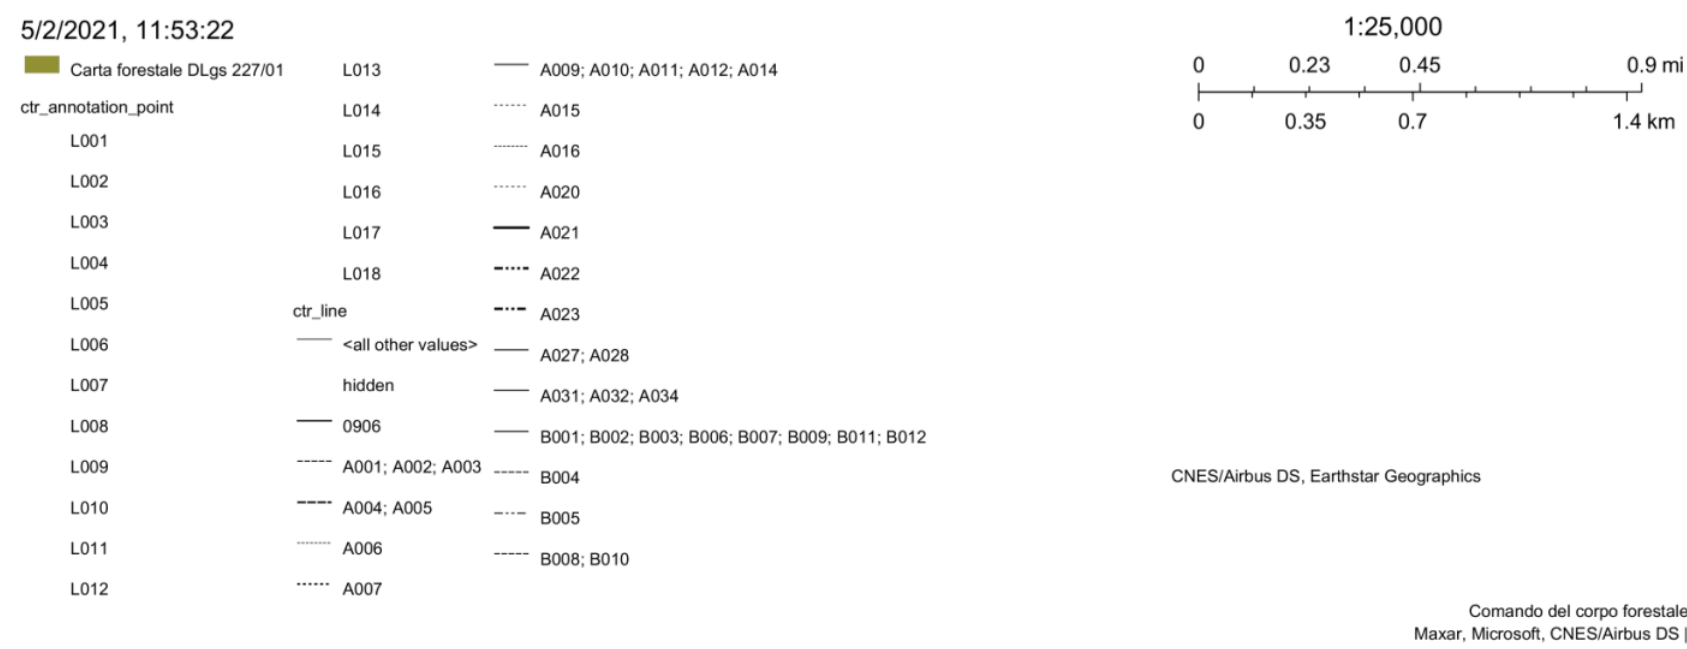 5/2/2021, 11:53:22
Carta forestale DLgs 227/01
ctr_annotation_point
L001
L002
L003
L004
L005
L006
L007
L008
L009
L010
L011
L012
L013
L014
L015
L016
L017
L018
ctr_line
<all other values>
hidden
0906
A001; A002; A003
A004; A005
A006
A007
A009; A010; A011; A012; A014
A015
A016
A020
A021
A022
A023
A027; A028
A031; A032; A034
B001; B002; B003; B006; B007; B009; B011; B012
B004
B005
B008; B010
1:25,000
0 0.23 0.45 0.9 mi
0 0.35 0.7 1.4 km
CNES/Airbus DS, Earthstar Geographics
Comando del corpo forestale
Maxar, Microsoft, CNES/Airbus DS |